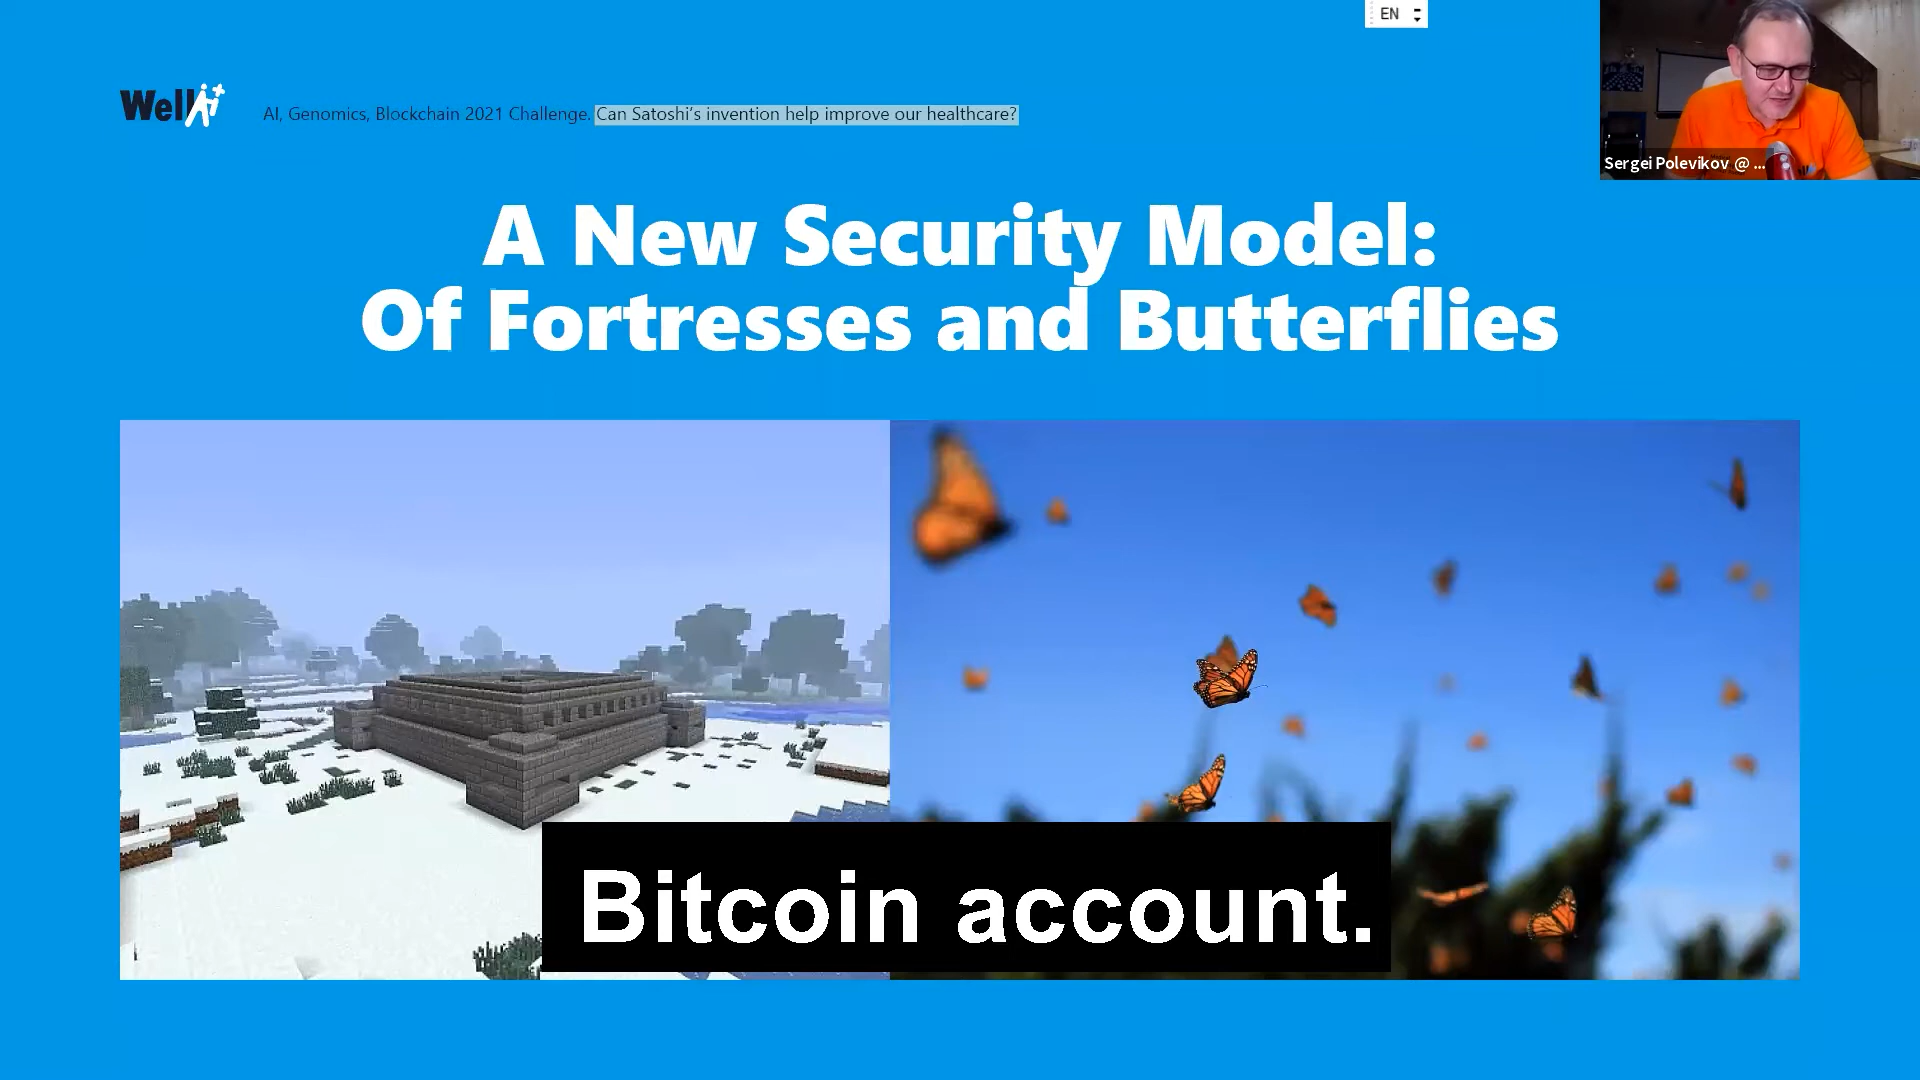 EN
WellAi+
AI, Genomics, Blockchain 2021 Challenge. Can Satoshi’s invention help improve our healthcare?
Sergei Polevikov @ ...
A New Security Model:
Of Fortresses and Butterflies
Bitcoin account.